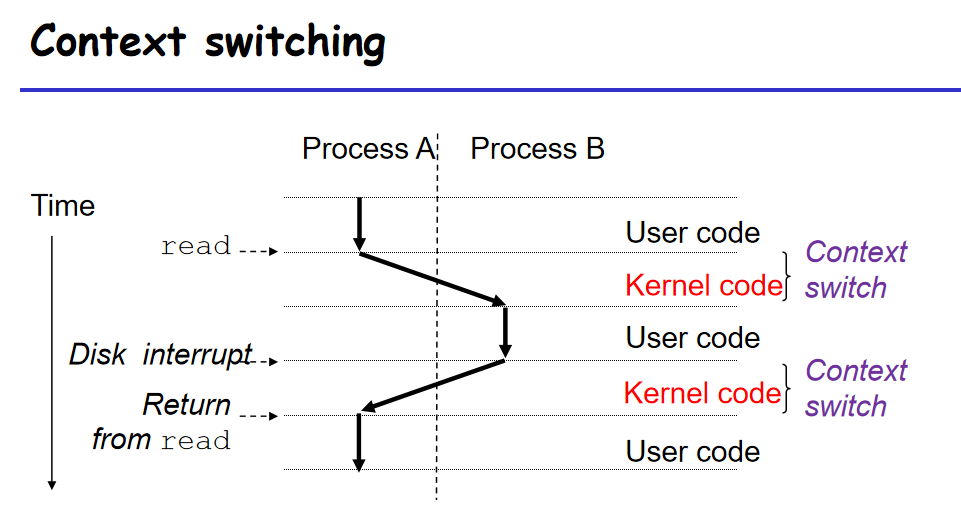 Context switching
Process A
Process B
Time
User code
read
Context
switch
Kernel code
User code
Disk interrupt
Context
switch
Kernel code
Return
from read
User code